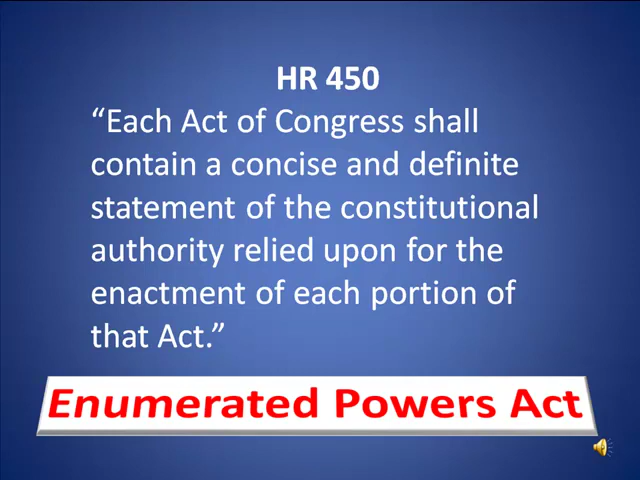 HR 450
“Each Act of Congress shall
contain a concise and definite
statement of the constitutional
authority relied upon for the
enactment of each portion of
that Act.”
Enumerated Powers Act